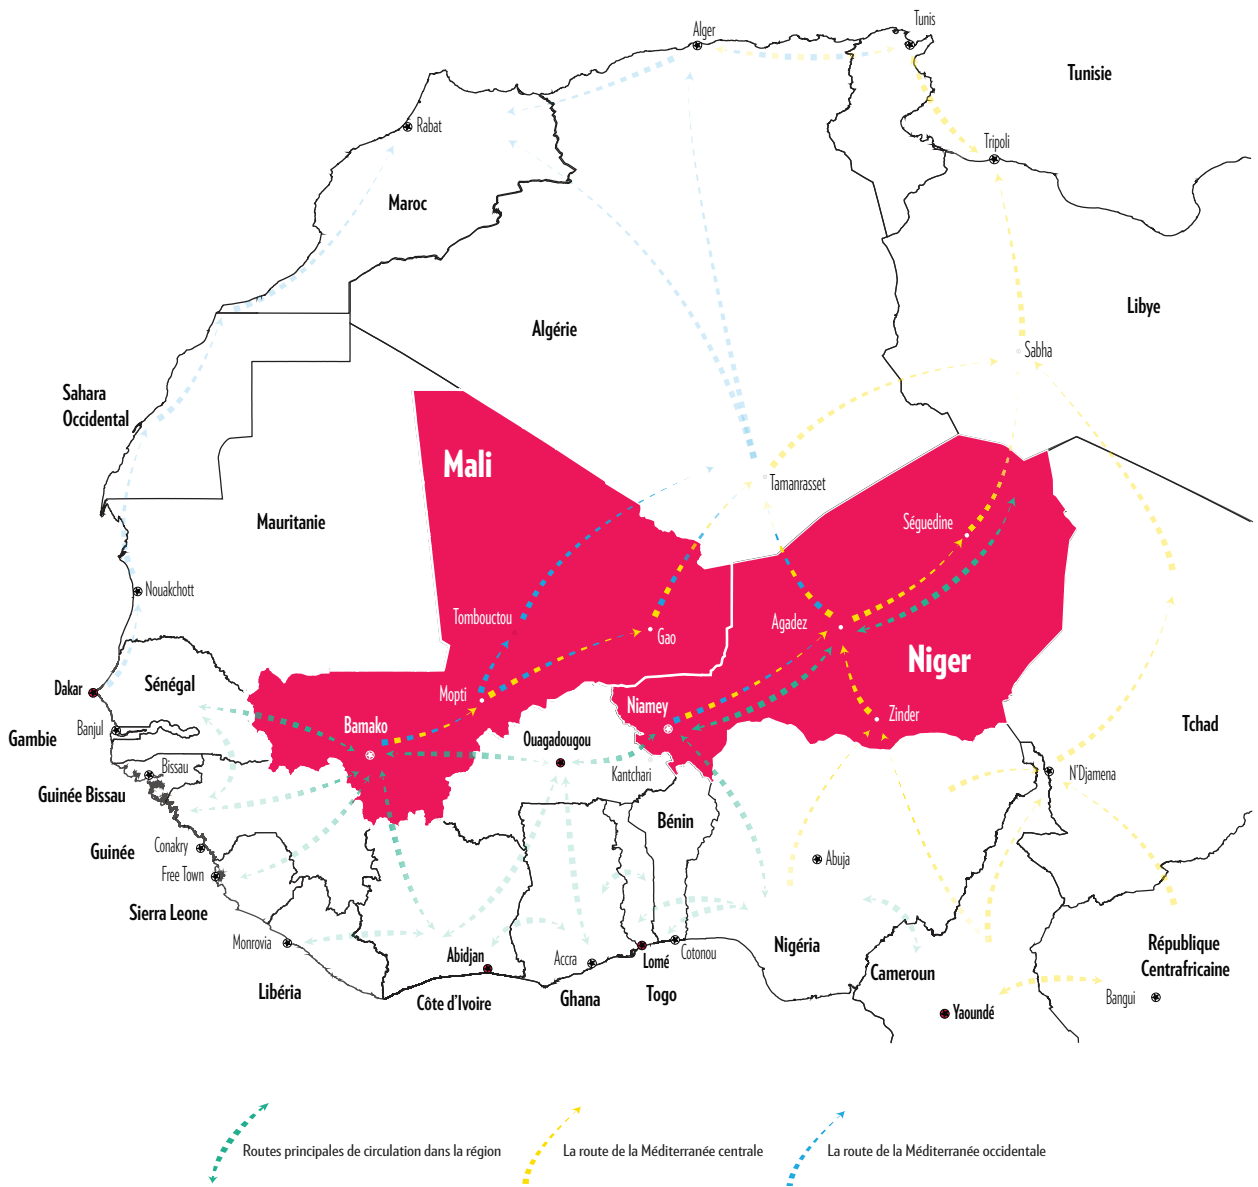 Tunis
Alger
Tunisie
Rabat
Tripoli
Maroc
Libye
Algérie
Sabha
Sahara
Occidental
Mali
Tamanrasset
Mauritanie
Séguedine
Nouakchott
Tombouctou
Gao
Agadez
Niger
Sénégal
Dakar
Mopti
Niamey
Zinder
Tchad
Banjul
Gambie
Bamako
Ouagadougou
Kantchari
N'Djamena
Bissau
Guinée Bissau
Bénin
Conakry
Guinée
Abuja
Free Town
Sierra Leone
Monrovia
Abidjan
Accra
Lomé
Cotonou
Nigéria
République
Centrafricaine
Cameroun
Libéria
Côte d'Ivoire
Ghana
Togo
Bangui
Yaoundé
Routes principales de circulation dans la région
La route de la Méditerranée centrale
La route de la Méditerranée occidentale